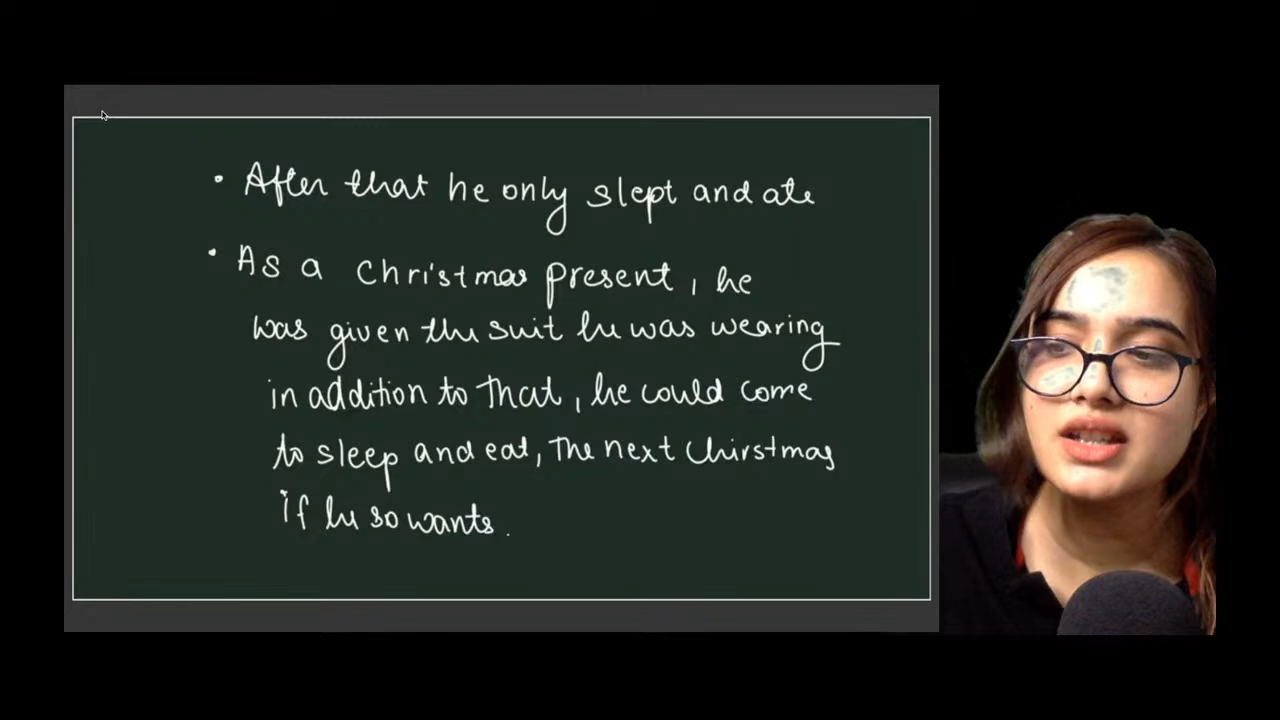 • After that he only slept and ate
• As a Christmas present, he
was given the suit he was wearing
in addition to that, he could come
to sleep and eat, The next Chirstmas
if he so wants.